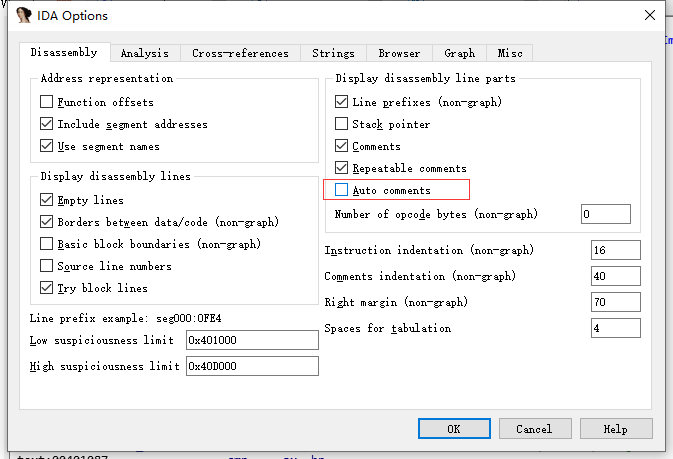 IDA Options
Disassembly Analysis Cross-references Strings Browser Graph Misc
Address representation
Function offsets
Include segment addresses
Use segment names
Display disassembly lines
Empty lines
Borders between data/code (non-graph)
Basic block boundaries (non-graph)
Source line numbers
Try block lines
Line prefix example: seg000:0FE4
Low suspiciousness limit 0x401000
High suspiciousness limit 0x40D000
Display disassembly line parts
Line prefixes (non-graph)
Stack pointer
Comments
Repeatable comments
Auto comments
Number of opcode bytes (non-graph) 0
Instruction indentation (non-graph) 16
Comments indentation (non-graph) 40
Right margin (non-graph) 70
Spaces for tabulation 4
OK Cancel Help